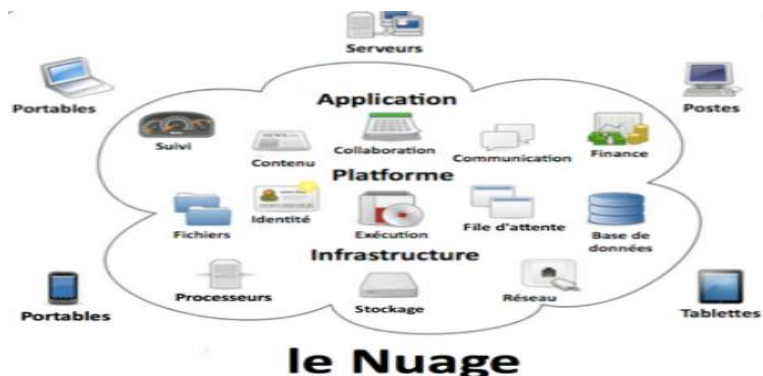 Serveurs
Portables
Postes
Application
Suivi
Contenu
Collaboration
Communication
Finance
Platforme
Fichiers
Identité
Exécution
File d'attente
Base de
données
Infrastructure
Processeurs
Stockage
Réseau
Portables
Tablettes
le Nuage